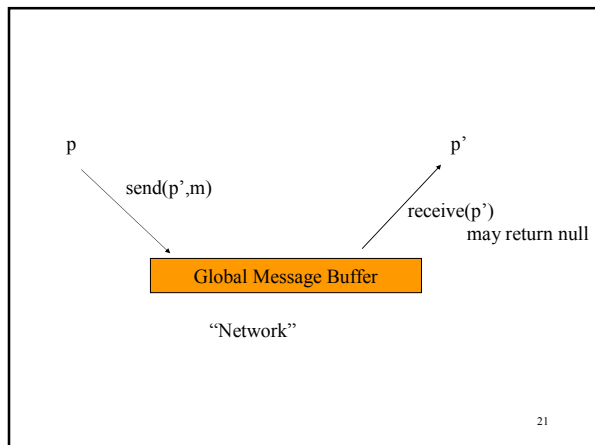 p
p’
send(p’,m)
receive(p’)
may return null
Global Message Buffer
“Network”
21